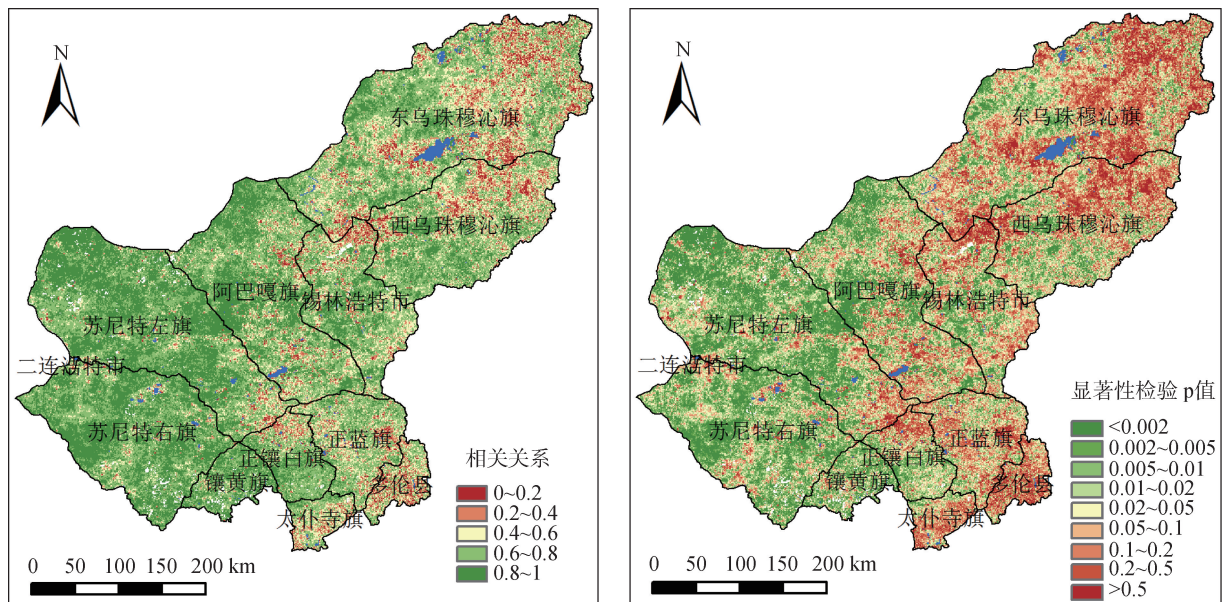 N
东乌珠穆沁旗
西乌珠穆沁旗
阿巴嘎旗
锡林浩特市
苏尼特左旗
二连浩特市
苏尼特右旗
正蓝旗
正镶白旗
镶黄旗
多伦县
太仆寺旗
相关关系
0~0.2
0.2~0.4
0.4~0.6
0.6~0.8
0.8~1
0 50 100 150 200 km
N
东乌珠穆沁旗
西乌珠穆沁旗
阿巴嘎旗
锡林浩特市
苏尼特左旗
二连浩特市
苏尼特右旗
正蓝旗
正镶白旗
镶黄旗
多伦县
太仆寺旗
显著性检验 p值
<0.002
0.002~0.005
0.005~0.01
0.01~0.02
0.02~0.05
0.05~0.1
0.1~0.2
0.2~0.5
>0.5
0 50 100 150 200 km